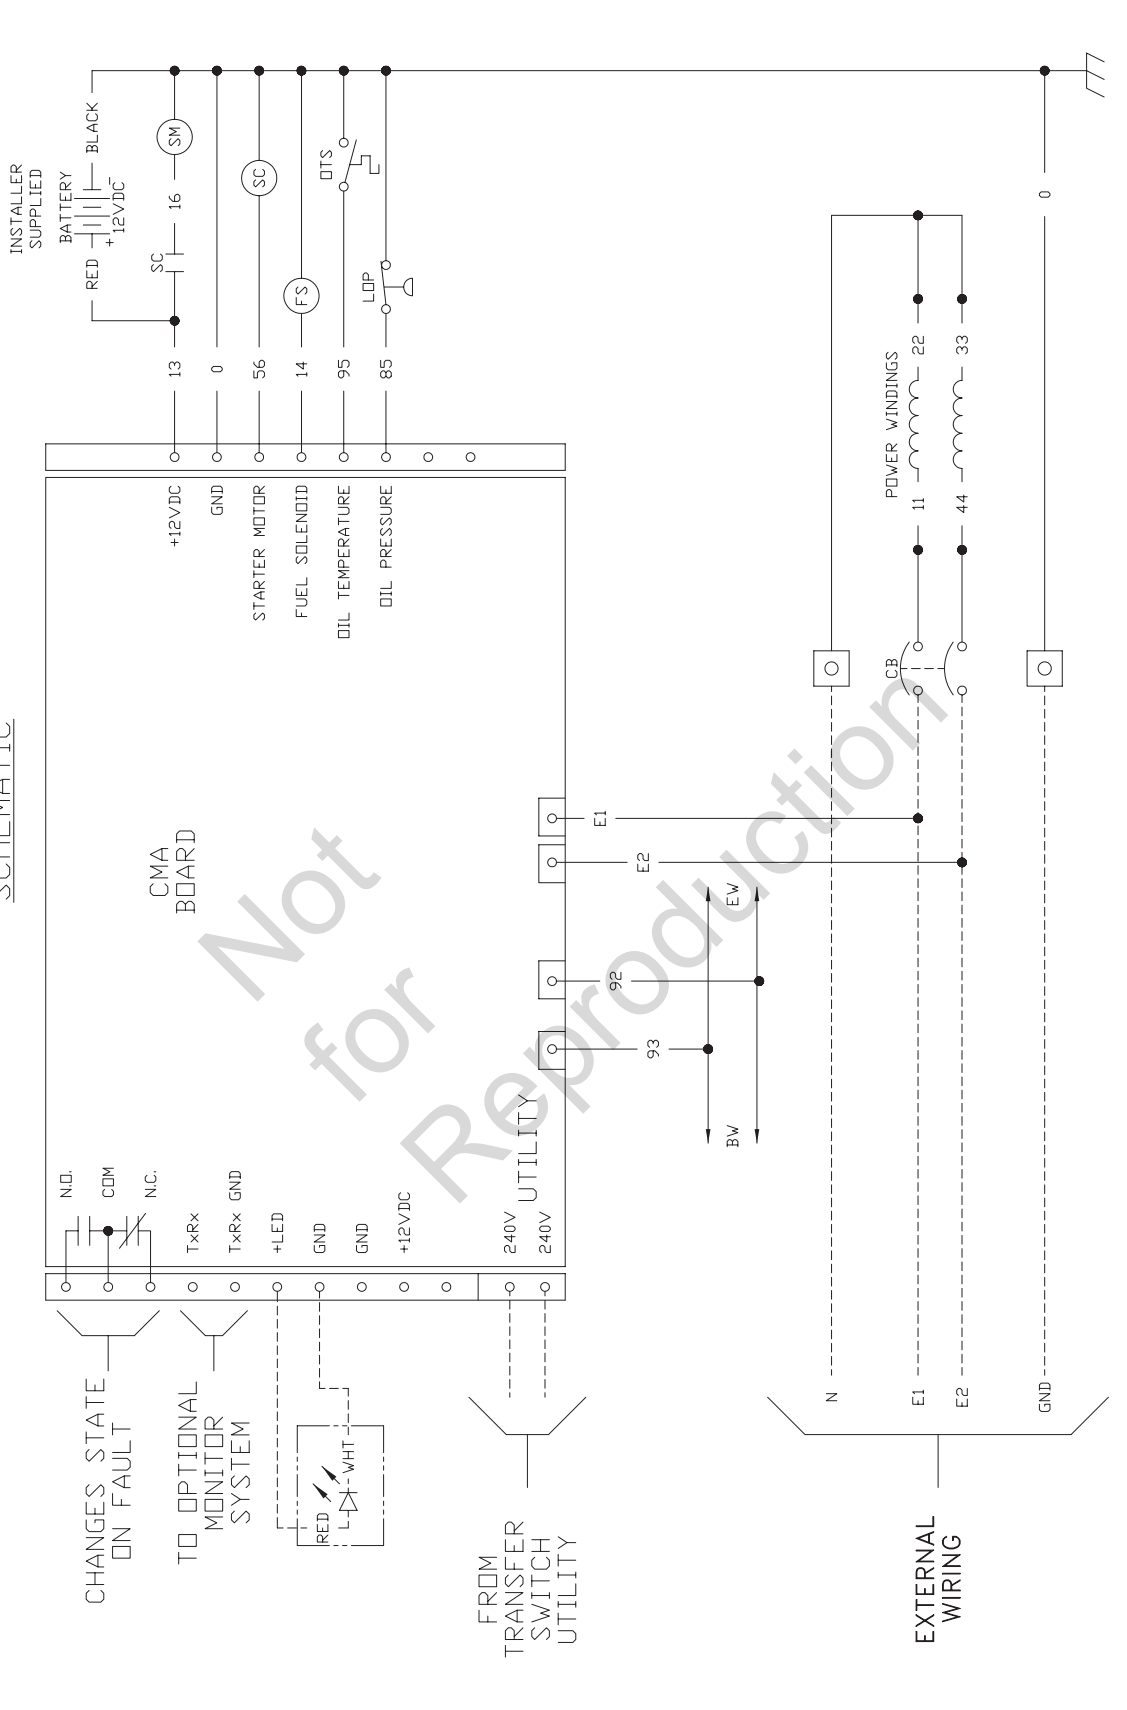 SCHEMATIC
INSTALLER
SUPPLIED
BATTERY
RED
+ 12VDC -
BLACK
SC
16
SM
13
0
56
SC
14
FS
95
OTS
85
LOP
+12VDC
GND
STARTER MOTOR
FUEL SOLENOID
OIL TEMPERATURE
OIL PRESSURE
CMA
BOARD
N.O.
COM
N.C.
TxRx
TxRx GND
+LED
GND
GND
+12VDC
240V
240V
UTILITY
CHANGES STATE
ON FAULT
TO OPTIONAL
MONITOR
SYSTEM
RED
WHT
FROM
TRANSFER
SWITCH
UTILITY
93
92
E2
E1
BW
EW
POWER WINDINGS
11
22
44
33
CB
0
N
E1
E2
GND
EXTERNAL
WIRING
Not
for
Reproduction